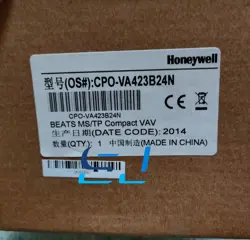 Honeywell
型号(OS#):CPO-VA423B24N
CPO-VA423B24N
BEATS MS/TP Compact VAV
生产日期(DATE CODE): 2014
数量(QTY): 1 中国制造(MADE IN CHINA)